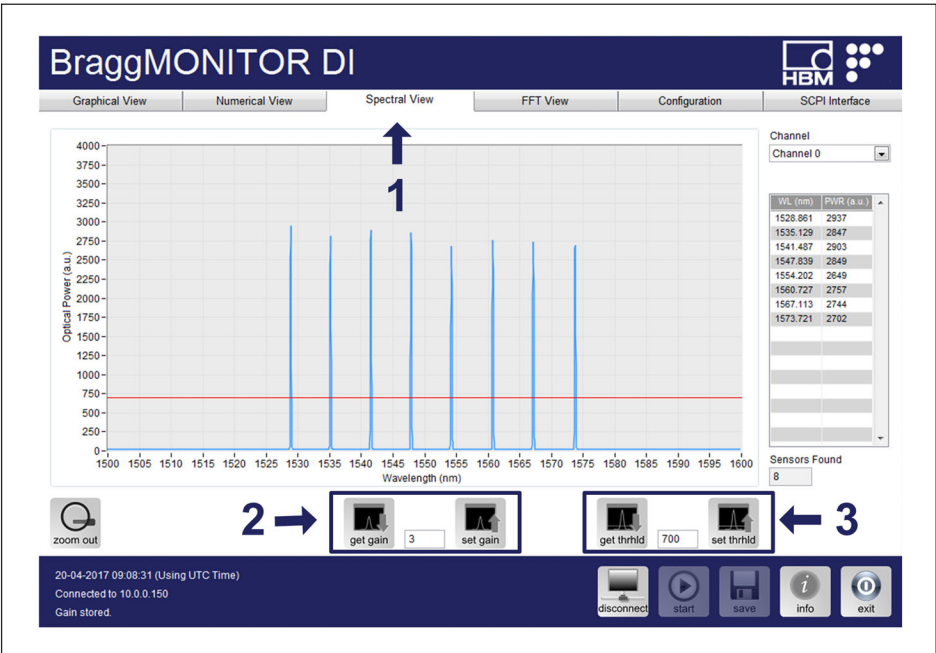 BraggMONITOR DI
HBM
Graphical View Numerical View Spectral View FFT View Configuration SCPI Interface
1
Optical Power (a.u.)
4000
3750
3500
3250
3000
2750
2500
2250
2000
1750
1500
1250
1000
750
500
250
0
1500 1505 1510 1515 1520 1525 1530 1535 1540 1545 1550 1555 1560 1565 1570 1575 1580 1585 1590 1595 1600
Wavelength (nm)
Channel
Channel 0
WL (nm) PWR (a.u.)
1528.861 2937
1535.129 2847
1541.487 2903
1547.839 2849
1554.202 2649
1560.727 2757
1567.113 2744
1573.721 2702
Sensors Found
8
zoom out
2
get gain 3 set gain
get thrhld 700 set thrhld
3
20-04-2017 09:08:31 (Using UTC Time)
Connected to 10.0.0.150
Gain stored.
disconnect start save info exit